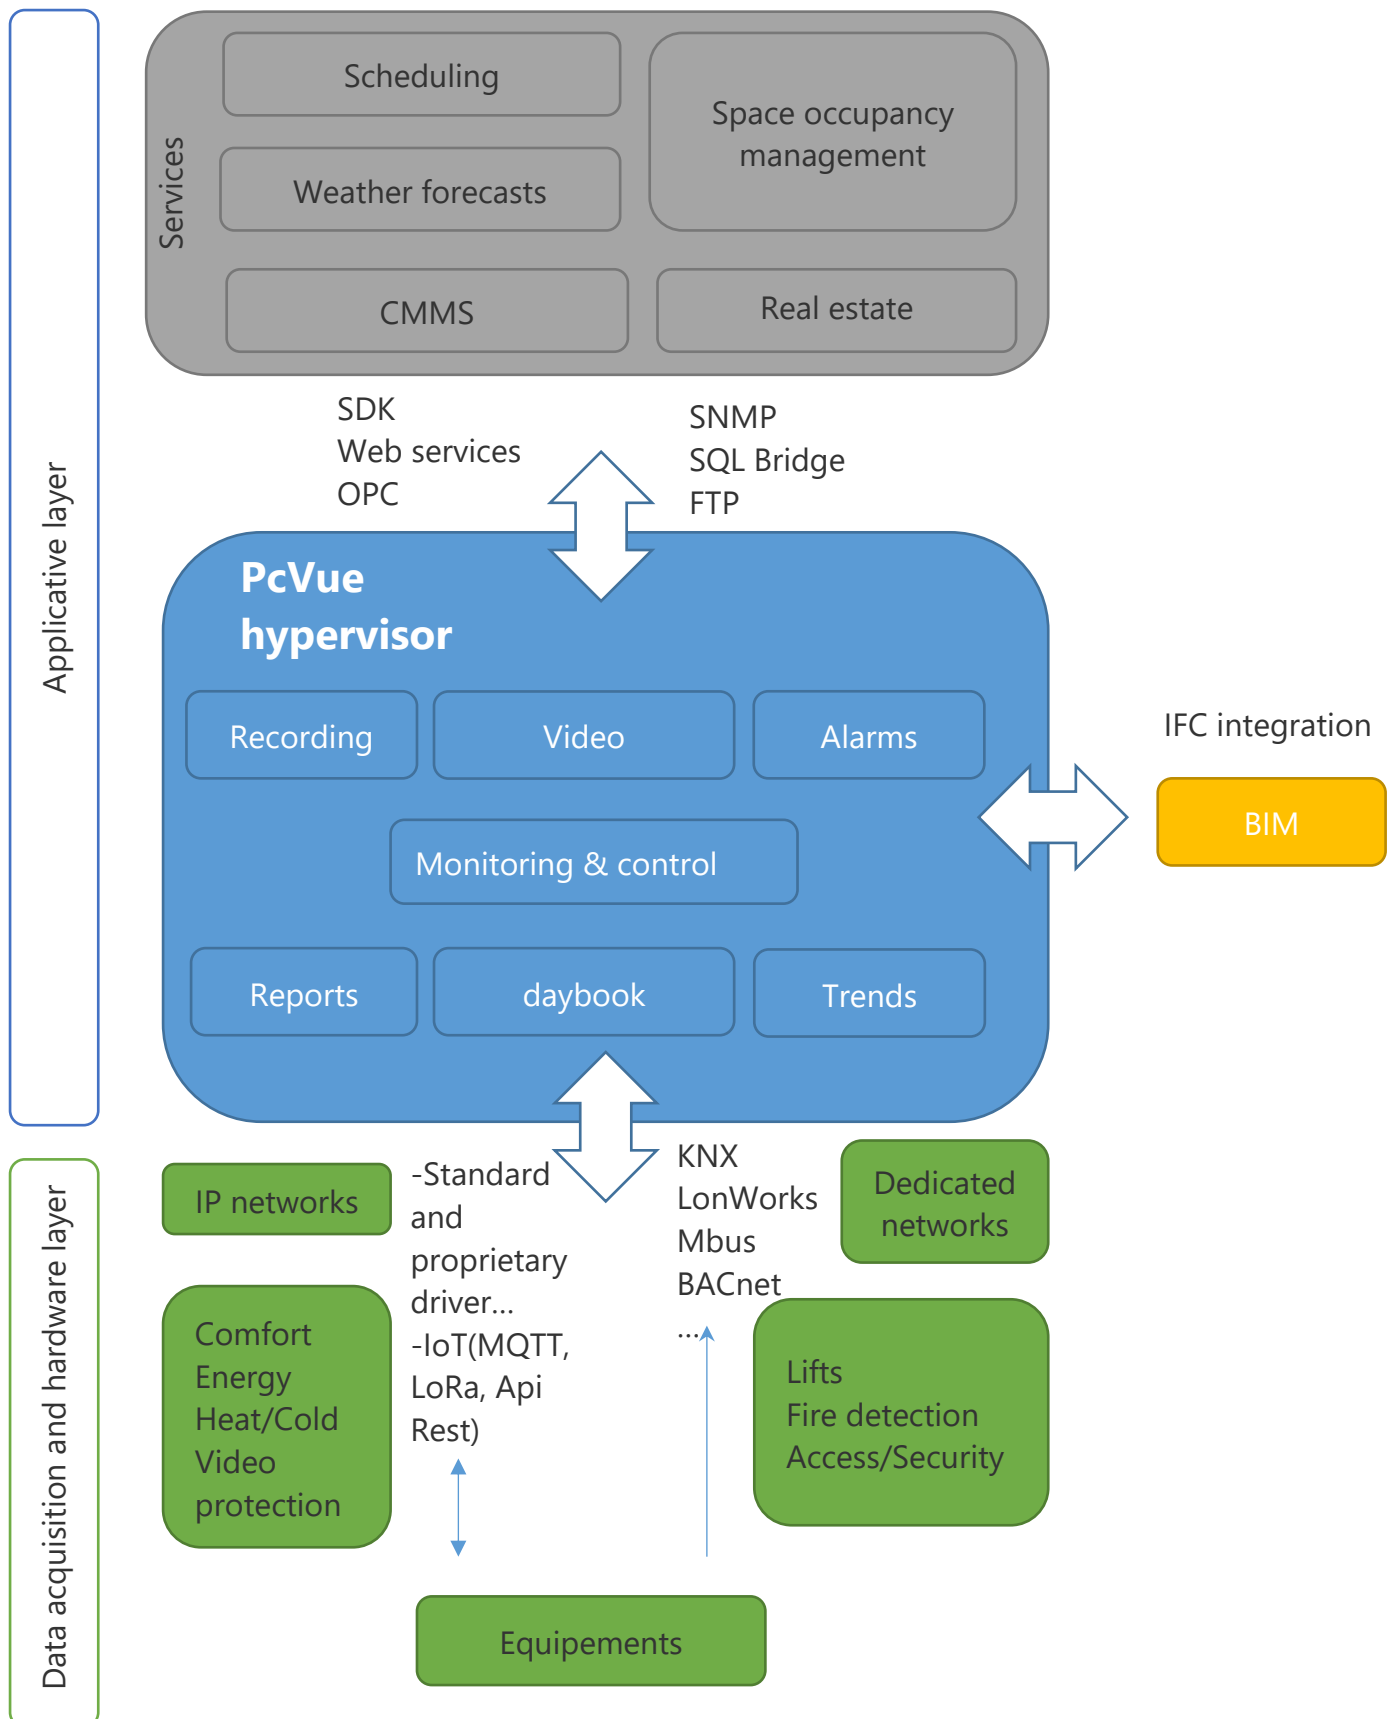 Applicative layer
Services
Scheduling
Space occupancy
management
Weather forecasts
CMMS
Real estate
SDK
Web services
OPC
SNMP
SQL Bridge
FTP
PcVue
hypervisor
Recording
Video
Alarms
Monitoring & control
Reports
daybook
Trends
IFC integration
BIM
Data acquisition and hardware layer
IP networks
-Standard
and
proprietary
driver...
-IoT(MQTT,
LoRa, Api
Rest)
KNX
LonWorks
Mbus
BACnet
...
Dedicated
networks
Comfort
Energy
Heat/Cold
Video
protection
Lifts
Fire detection
Access/Security
Equipements